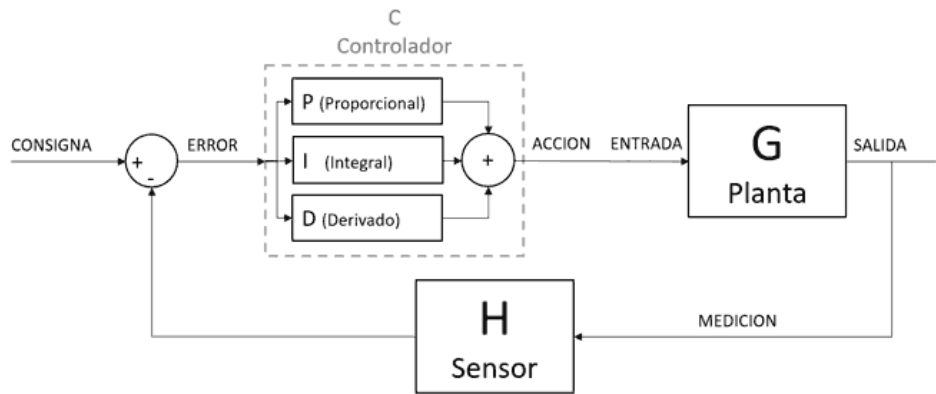 C
Controlador
P (Proporcional)
CONSIGNA
+
-
ERROR
I (Integral)
+
ACCION
ENTRADA
G
Planta
SALIDA
D (Derivado)
H
Sensor
MEDICION